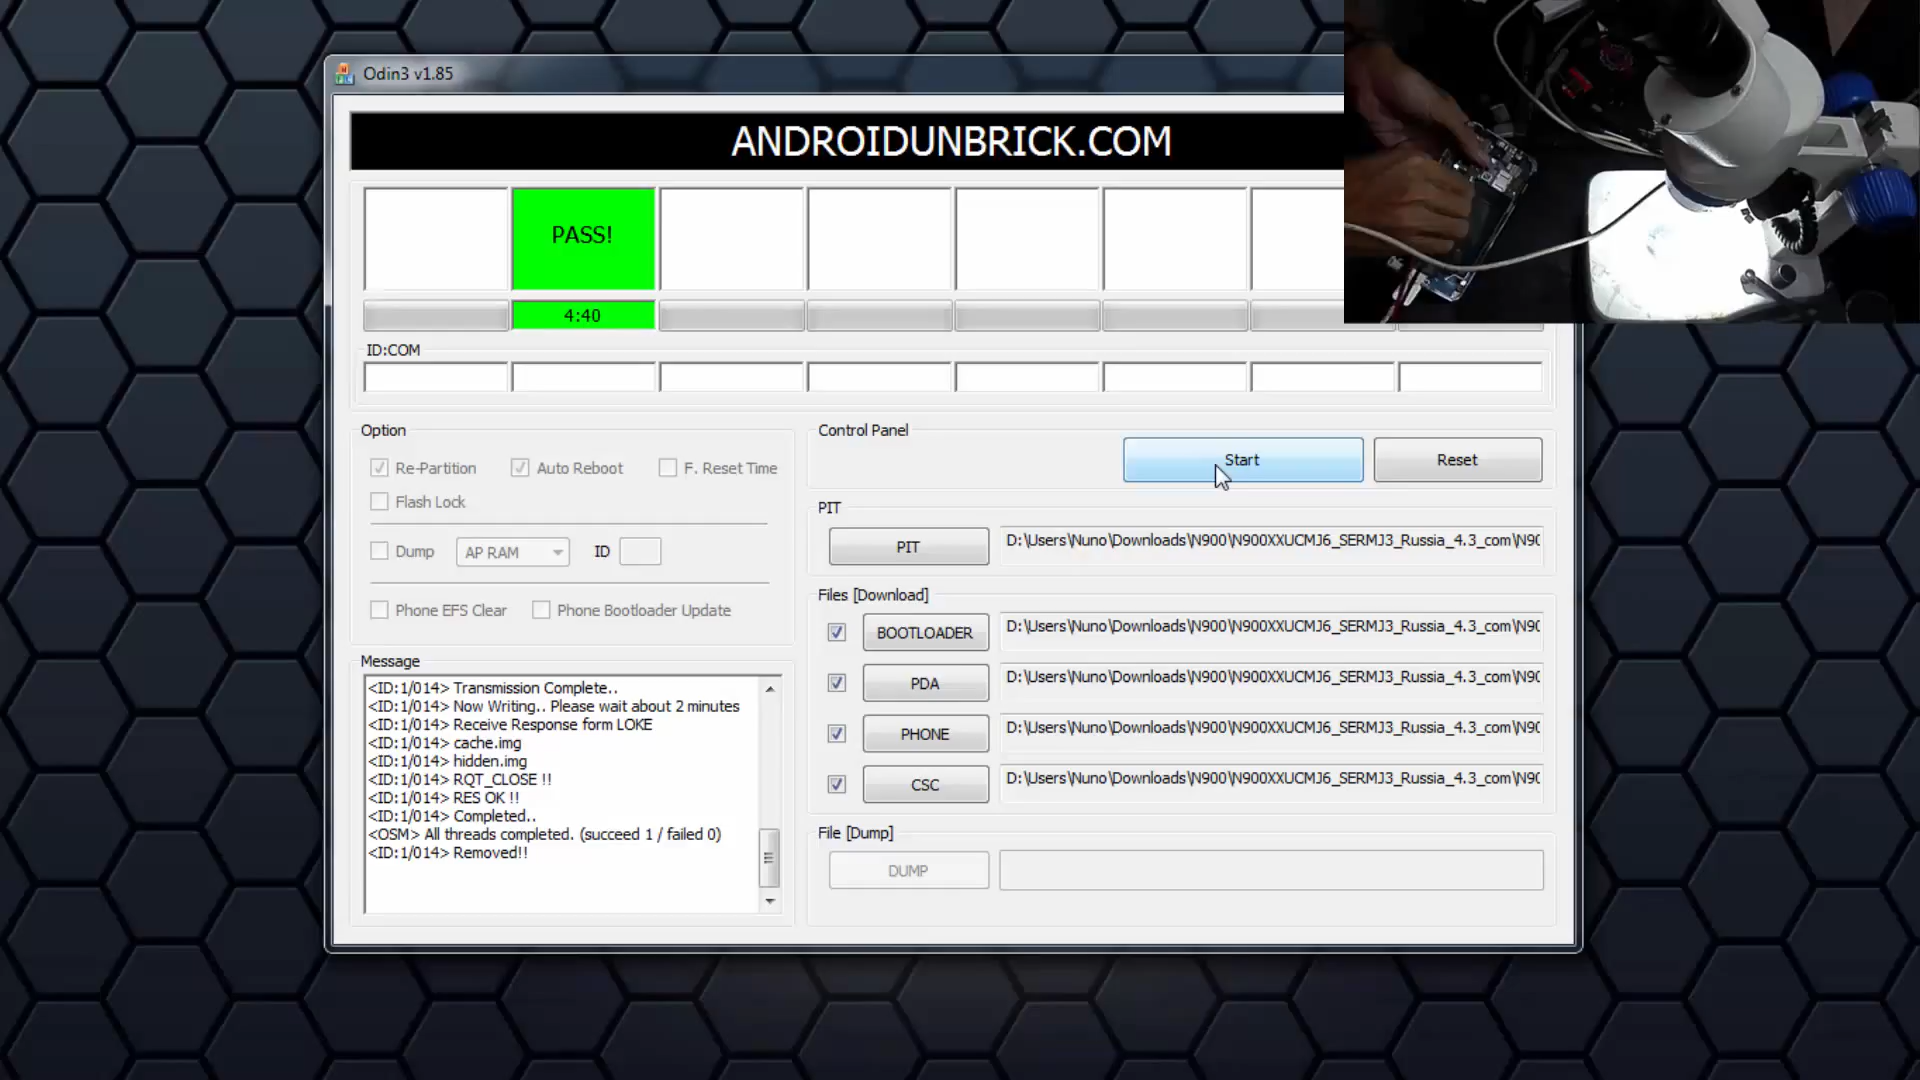 Odin3 v1.85
ANDROIDUNBRICK.COM
PASS!
4:40
ID:COM
Option
Re-Partition
Auto Reboot
F. Reset Time
Flash Lock
Dump
AP RAM
ID
Phone EFS Clear
Phone Bootloader Update
Message
<ID:1/014> Transmission Complete..
<ID:1/014> Now Writing.. Please wait about 2 minutes
<ID:1/014> Receive Response form LOKE
<ID:1/014> cache.img
<ID:1/014> hidden.img
<ID:1/014> RQT_CLOSE !!
<ID:1/014> RES OK !!
<ID:1/014> Completed..
<OSM> All threads completed. (succeed 1 / failed 0)
<ID:1/014> Removed!!
Control Panel
Start
Reset
PIT
PIT
D:\Users\Nuno\Downloads\N900\N900XXUCMJ6_SERMJ3_Russia_4.3_com\N90
Files [Download]
BOOTLOADER
D:\Users\Nuno\Downloads\N900\N900XXUCMJ6_SERMJ3_Russia_4.3_com\N90
PDA
D:\Users\Nuno\Downloads\N900\N900XXUCMJ6_SERMJ3_Russia_4.3_com\N90
PHONE
D:\Users\Nuno\Downloads\N900\N900XXUCMJ6_SERMJ3_Russia_4.3_com\N90
CSC
D:\Users\Nuno\Downloads\N900\N900XXUCMJ6_SERMJ3_Russia_4.3_com\N90
File [Dump]
DUMP